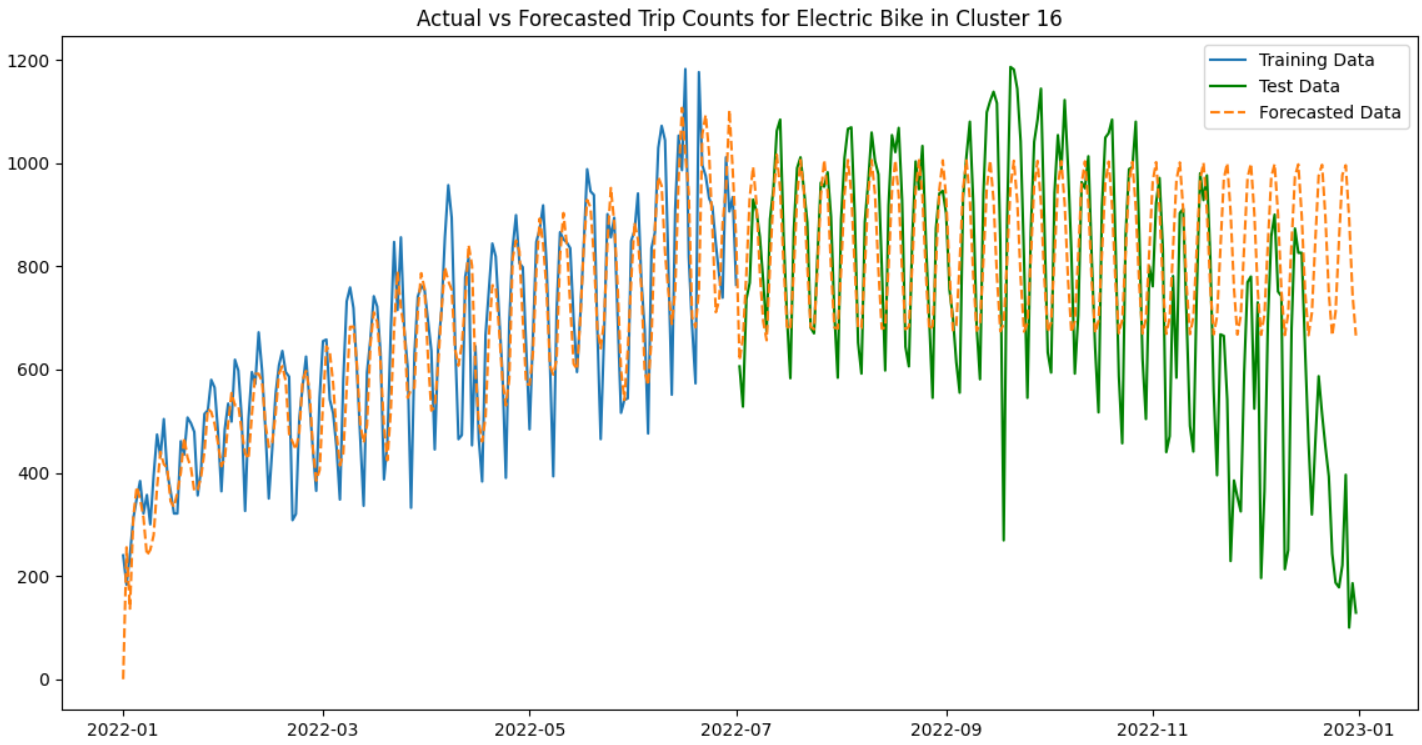 Actual vs Forecasted Trip Counts for Electric Bike in Cluster 16
Training Data
Test Data
Forecasted Data
1200
1000
800
600
400
200
0
2022-01 2022-03 2022-05 2022-07 2022-09 2022-11 2023-01